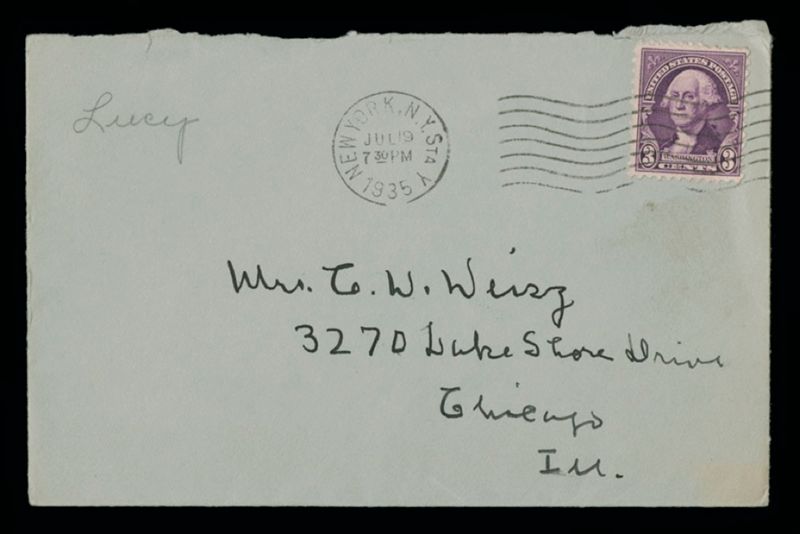 Lucy
NEW YORK, N.Y. STA Y
JUL 19
7 30 PM
1935
UNITED STATES POSTAGE
3 WASHINGTON 3
CENTS
Mrs. C. W. Weisz
3270 Lake Shore Drive
Chicago
Ill.